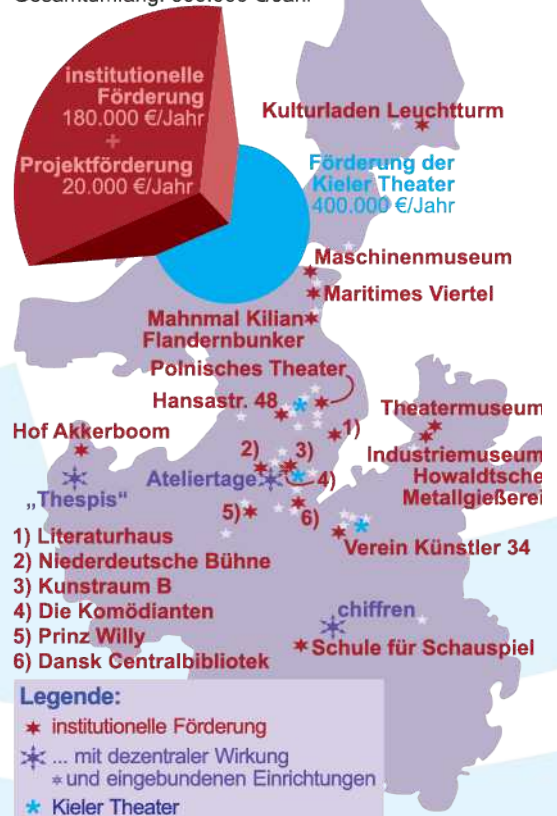 institutionelle
Förderung
180.000 €/Jahr
+
Projektförderung
20.000 €/Jahr
Kulturladen Leuchtturm
Förderung der
Kieler Theater
400.000 €/Jahr
Maschinenmuseum
Maritimes Viertel
Mahnmal Kilian
Flandernbunker
Polnisches Theater
Hansastr. 48
1)
Theatermuseum
Industriemuseum
Howaldtsche
Metallgießerei
Hof Akkerboom
„Thespis“
2)
3)
Ateliertage
4)
5)
6)
Verein Künstler 34
1) Literaturhaus
2) Niederdeutsche Bühne
3) Kunstraum B
4) Die Komödianten
5) Prinz Willy
6) Dansk Centralbibliotek
chiffren
Schule für Schauspiel
Legende:
institutionelle Förderung
... mit dezentraler Wirkung
und eingebundenen Einrichtungen
Kieler Theater